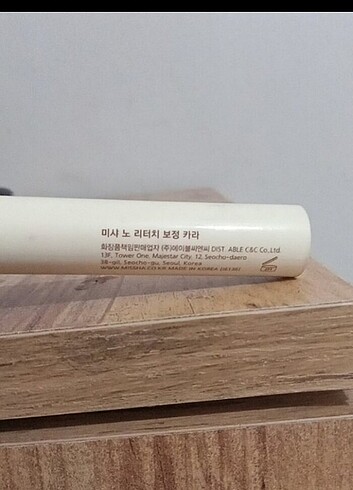 미샤 노 리터치 보정 카라
화장품책임판매업자 (주)에이블씨엔씨 DIST. ABLE C&C Co.,Ltd.
13F, Tower One, Majestar City, 12, Seocho-daero
38-gil, Seocho-gu, Seoul, Korea
WWW.MISSHA.CO.KR MADE IN KOREA